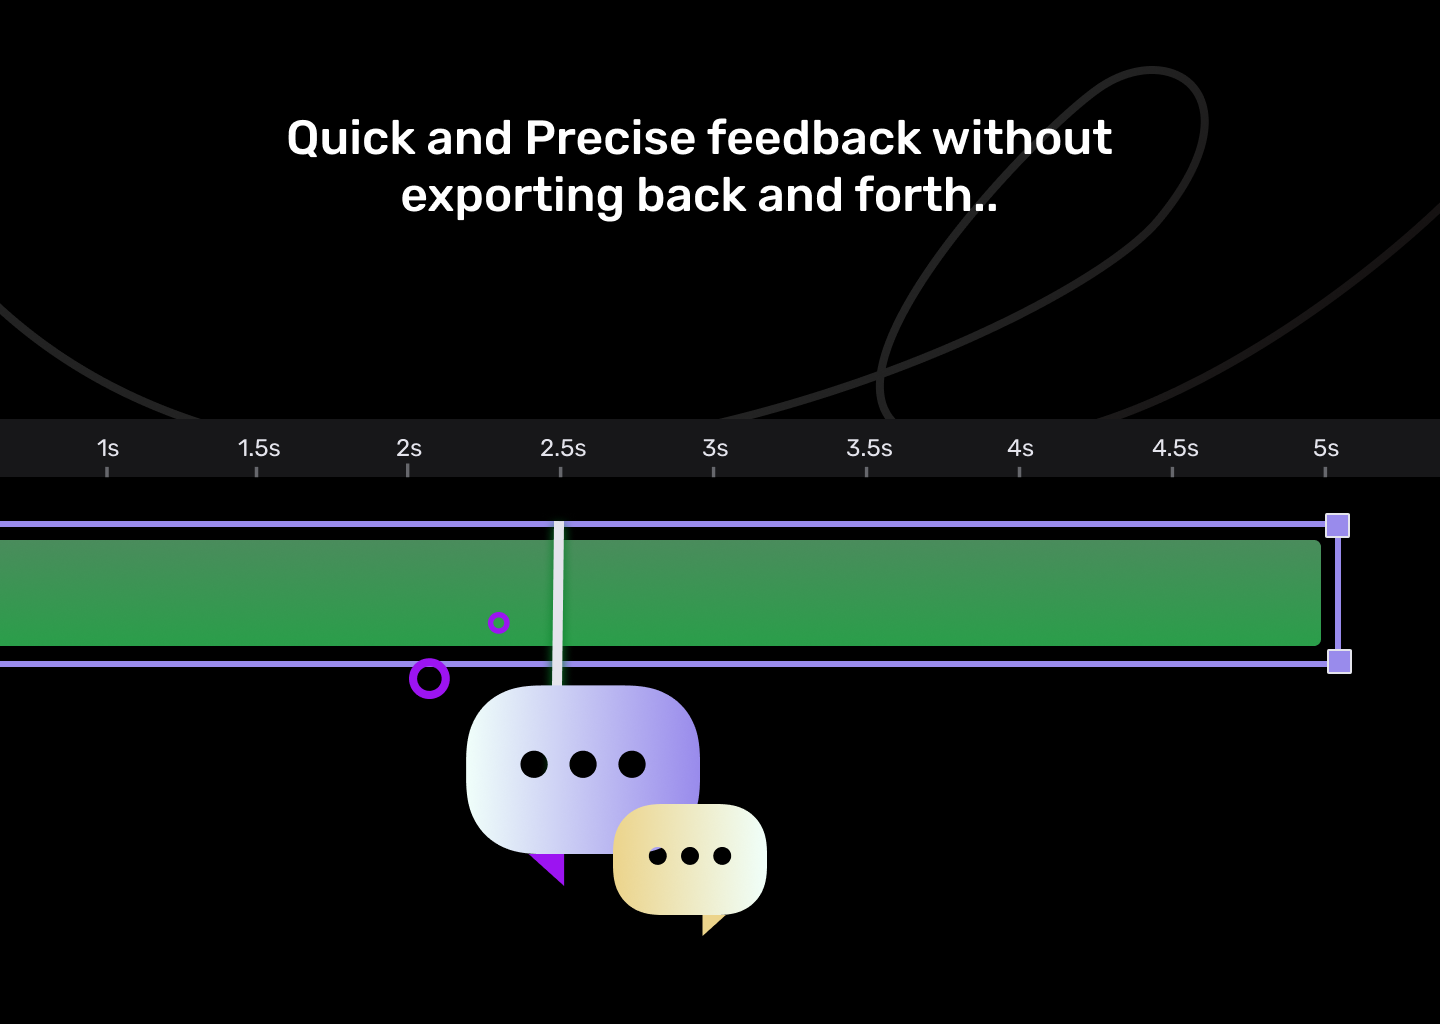 Quick and Precise feedback without
exporting back and forth..
1s 1.5s 2s 2.5s 3s 3.5s 4s 4.5s 5s